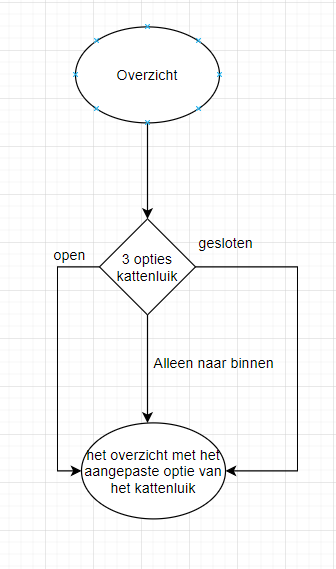 Overzicht
3 opties
kattenluik
open
gesloten
Alleen naar binnen
het overzicht met het
aangepaste optie van
het kattenluik